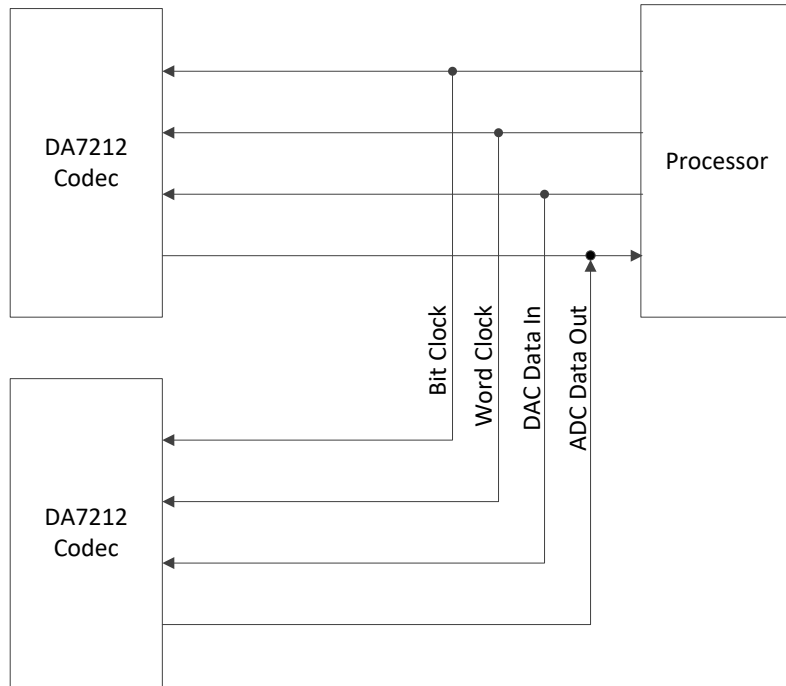 DA7212
Codec
Processor
Bit Clock
Word Clock
DAC Data In
ADC Data Out
DA7212
Codec